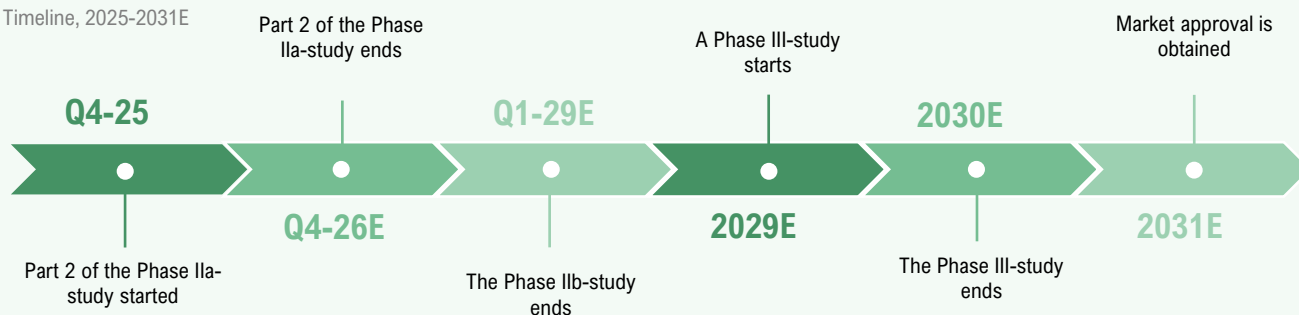 Timeline, 2025-2031E
Part 2 of the Phase
IIa-study ends
A Phase III-study
starts
Market approval is
obtained
Q4-25
Q1-29E
2030E
Q4-26E
2029E
2031E
Part 2 of the Phase IIa-
study started
The Phase IIb-study
ends
The Phase III-study
ends